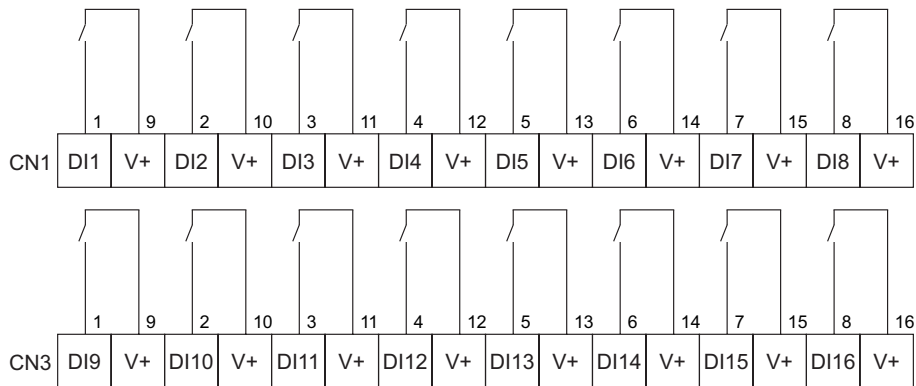 1 9 2 10 3 11 4 12 5 13 6 14 7 15 8 16
CN1 DI1 V+ DI2 V+ DI3 V+ DI4 V+ DI5 V+ DI6 V+ DI7 V+ DI8 V+
1 9 2 10 3 11 4 12 5 13 6 14 7 15 8 16
CN3 DI9 V+ DI10 V+ DI11 V+ DI12 V+ DI13 V+ DI14 V+ DI15 V+ DI16 V+